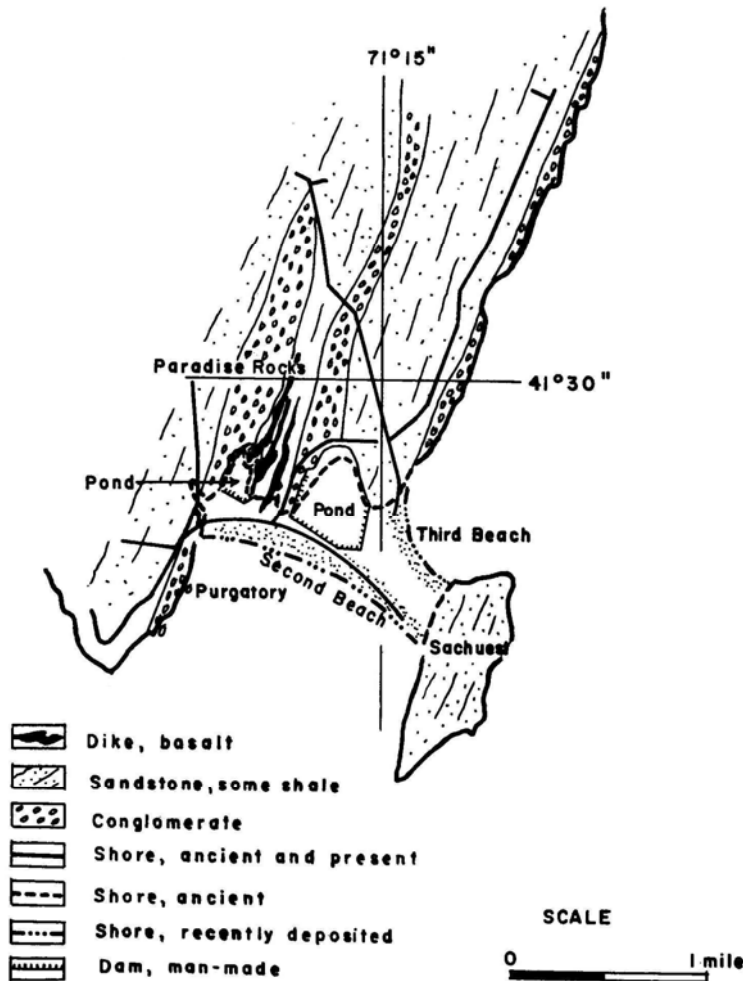 71° 15"
Paradise Rocks
41° 30"
Pond
Pond
Third Beach
Second Beach
Purgatory
Sachuest
Dike, basalt
Sandstone, some shale
Conglomerate
Shore, ancient and present
Shore, ancient
Shore, recently deposited
Dam, man-made
SCALE
0 1 mile